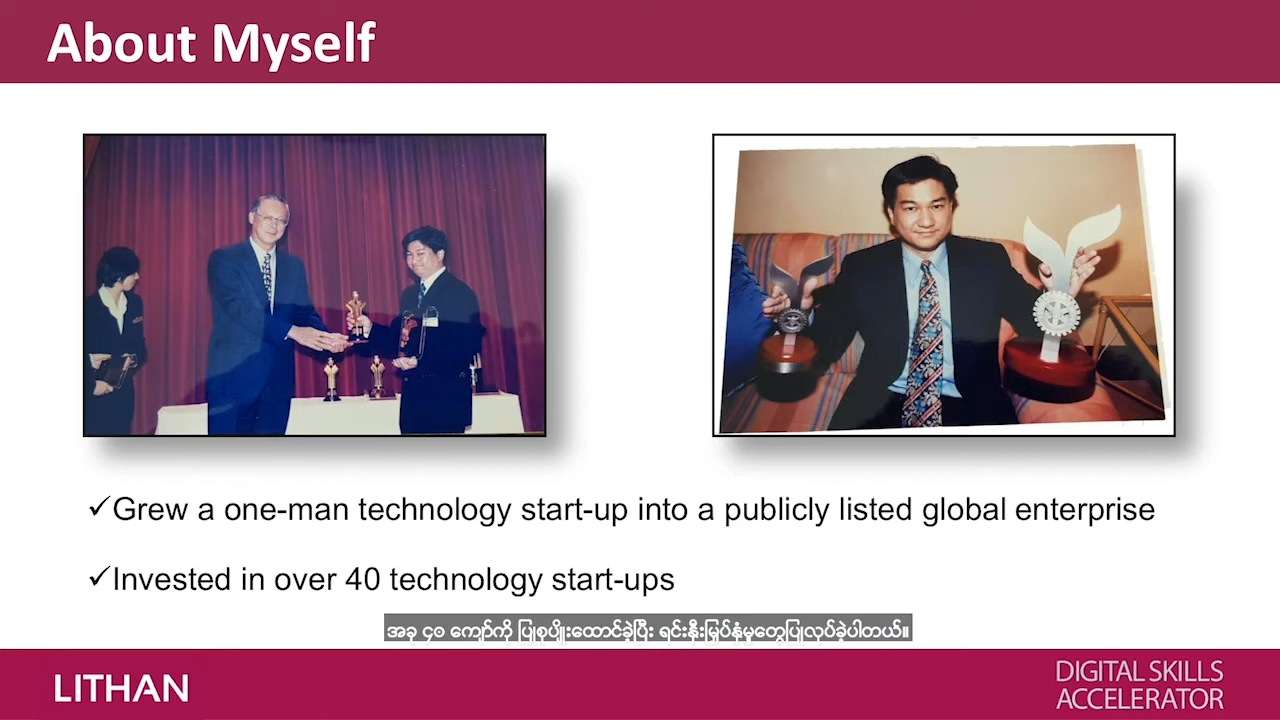 About Myself
✓Grew a one-man technology start-up into a publicly listed global enterprise
✓Invested in over 40 technology start-ups
အခု ၄၀ ကျော်ကို ပြုစုပျိုးထောင်ခဲ့ပြီး ရင်းနှီးမြှုပ်နှံမှုတွေပြုလုပ်ခဲ့ပါတယ်။
LITHAN
DIGITAL SKILLS
ACCELERATOR